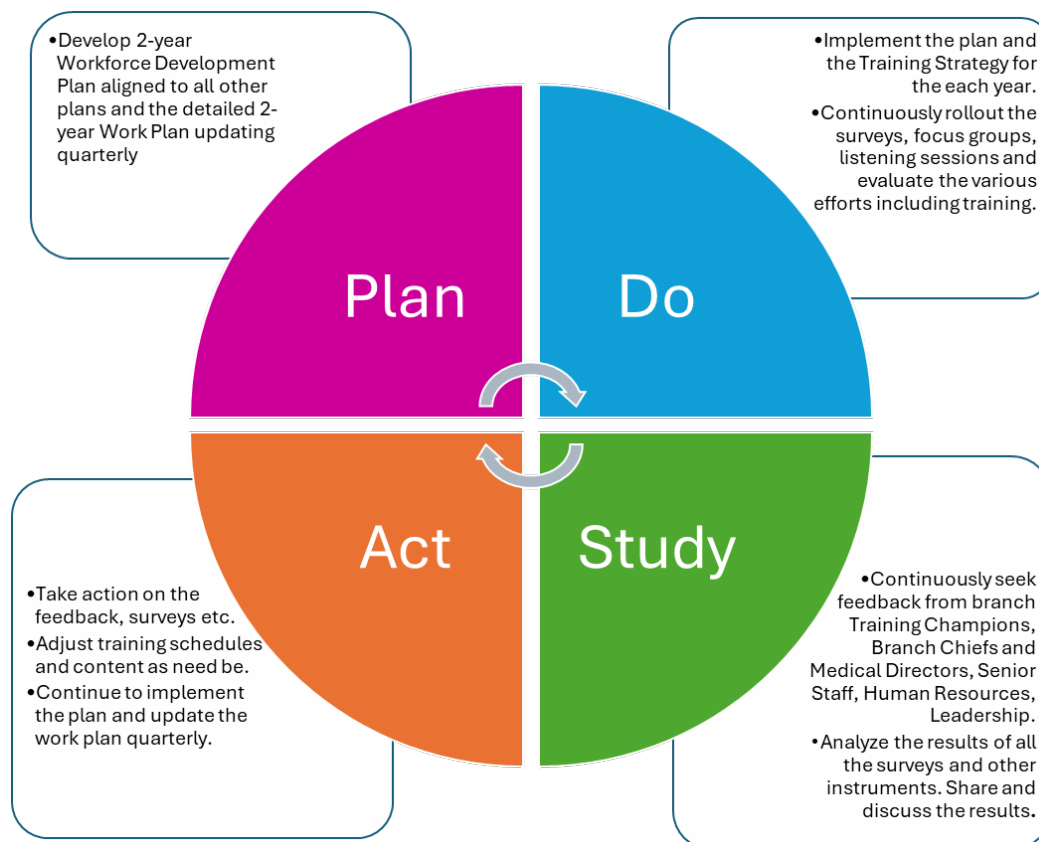 •Develop 2-year
Workforce Development
Plan aligned to all other
plans and the detailed 2-
year Work Plan updating
quarterly
•Implement the plan and
the Training Strategy for
the each year.
•Continuously rollout the
surveys, focus groups,
listening sessions and
evaluate the various
efforts including training.
Plan
Do
Act
Study
•Take action on the
feedback, surveys etc.
•Adjust training schedules
and content as need be.
•Continue to implement
the plan and update the
work plan quarterly.
•Continuously seek
feedback from branch
Training Champions,
Branch Chiefs and
Medical Directors, Senior
Staff, Human Resources,
Leadership.
•Analyze the results of all
the surveys and other
instruments. Share and
discuss the results.